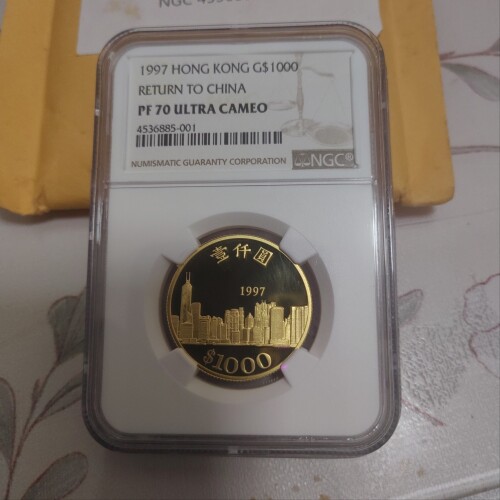 1997 HONG KONG G$1000
RETURN TO CHINA
PF 70 ULTRA CAMEO
4536885-001
NUMISMATIC GUARANTY CORPORATION
NGC®
壹仟圓
1997
$1000